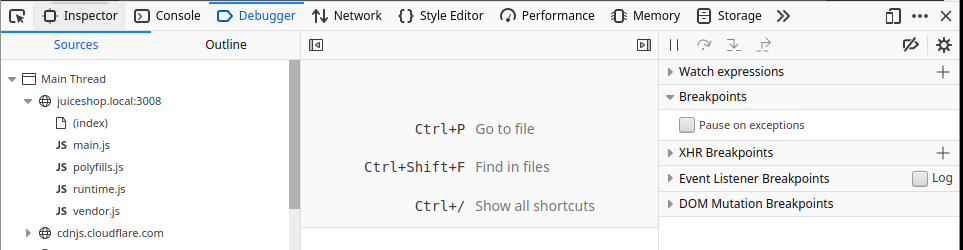 Inspector Console Debugger Network Style Editor Performance Memory Storage
Sources Outline
Main Thread
juiceshop.local:3008
(index)
JS main.js
JS polyfills.js
JS runtime.js
JS vendor.js
cdnjs.cloudflare.com
Ctrl+P Go to file
Ctrl+Shift+F Find in files
Ctrl+/ Show all shortcuts
Watch expressions
Breakpoints
Pause on exceptions
XHR Breakpoints
Event Listener Breakpoints Log
DOM Mutation Breakpoints